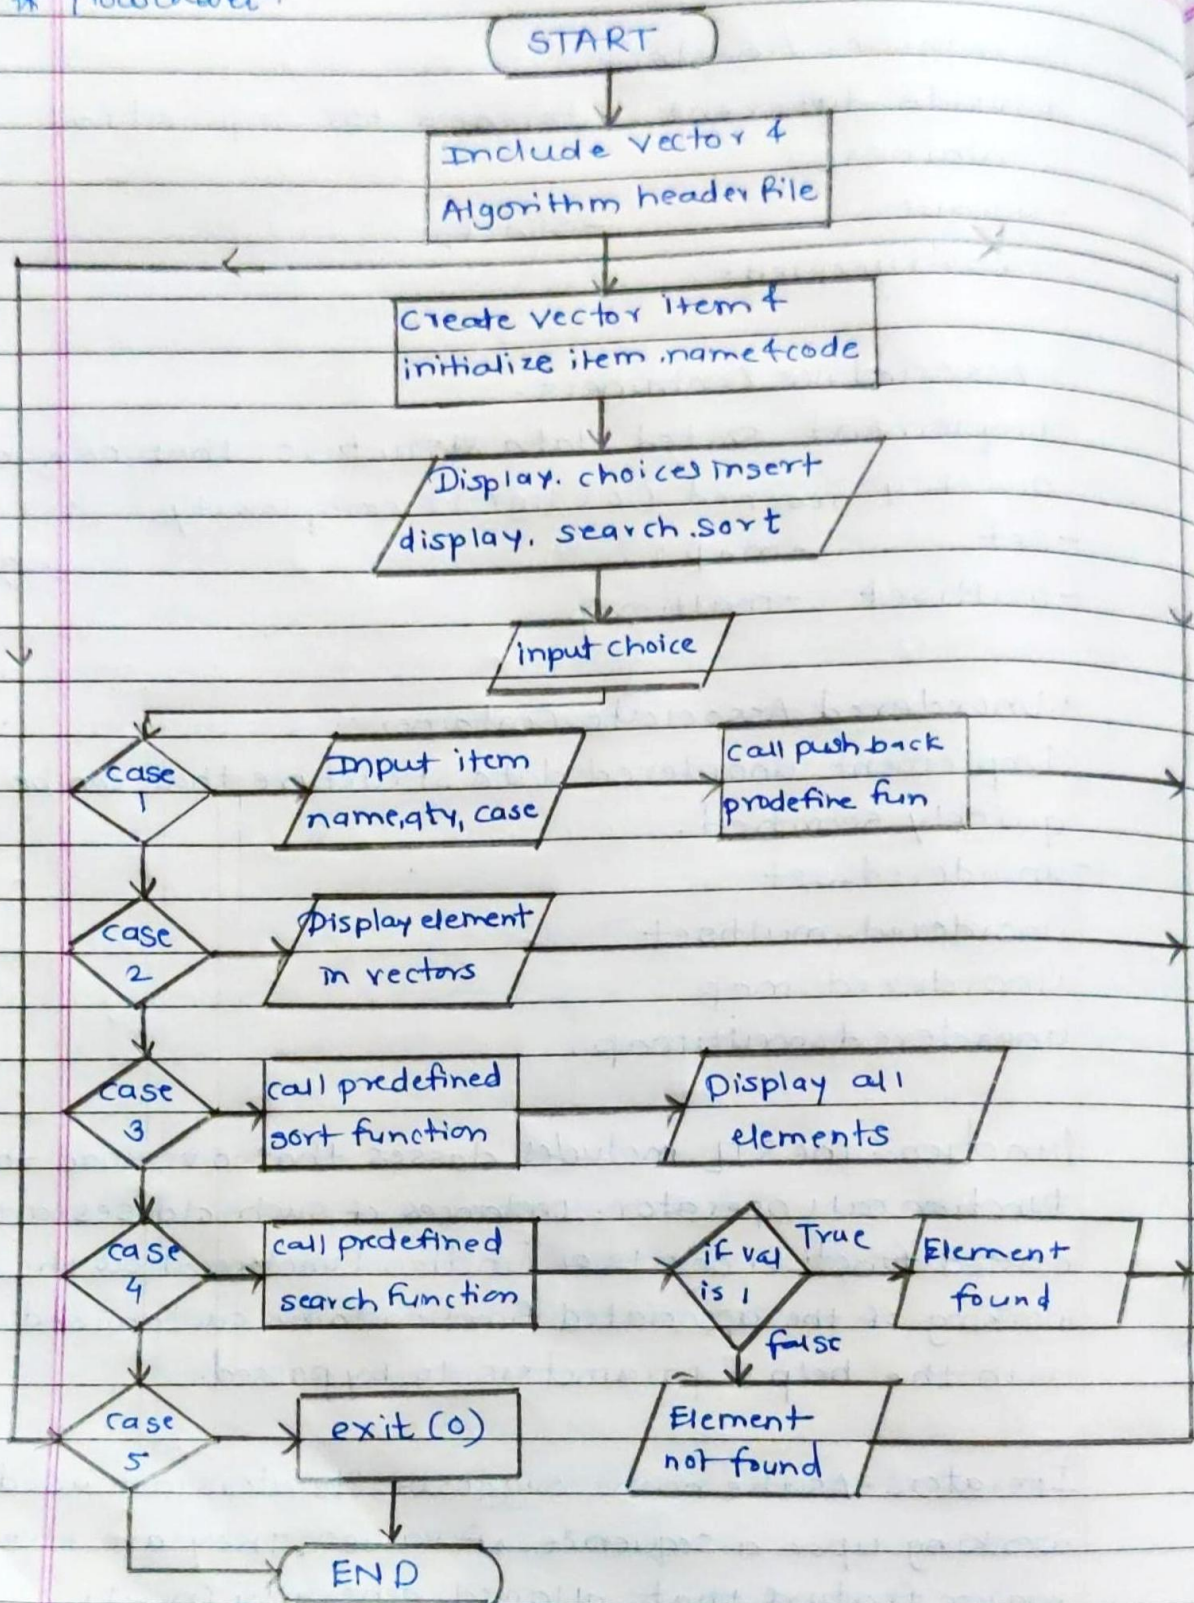 START
Include vector &
Algorithm header file
Create vector item &
initialize item .name & code
Display. choices insert
display. search .sort
input choice
case
1
Input item
name, qty, case
call push back
prodefine fun
case
2
Display element
in vectors
case
3
call predefined
sort function
Display all
elements
case
4
call predefined
search function
if val
is 1
True
Element
found
false
case
5
exit (0)
Element
not found
END